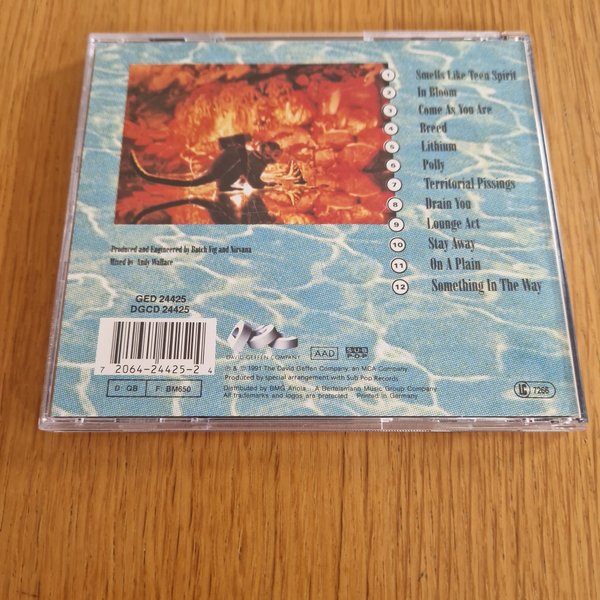 1 Smells Like Teen Spirit
2 In Bloom
3 Come As You Are
4 Breed
5 Lithium
6 Polly
7 Territorial Pissings
8 Drain You
9 Lounge Act
10 Stay Away
11 On A Plain
12 Something In The Way
Produced and Engineered by Butch Vig and Nirvana
Mixed by Andy Wallace
GED 24425
DGCD 24425
7 2064-24425-2 4
D: GB F: BM650
DAVID GEFFEN COMPANY
AAD
SUB
POP
℗ & © 1991 The David Geffen Company, an MCA Company
Produced by special arrangement with Sub Pop Records
Distributed by BMG Ariola. A Bertelsmann Music Group Company
All trademarks and logos are protected Printed in Germany
LC 7266